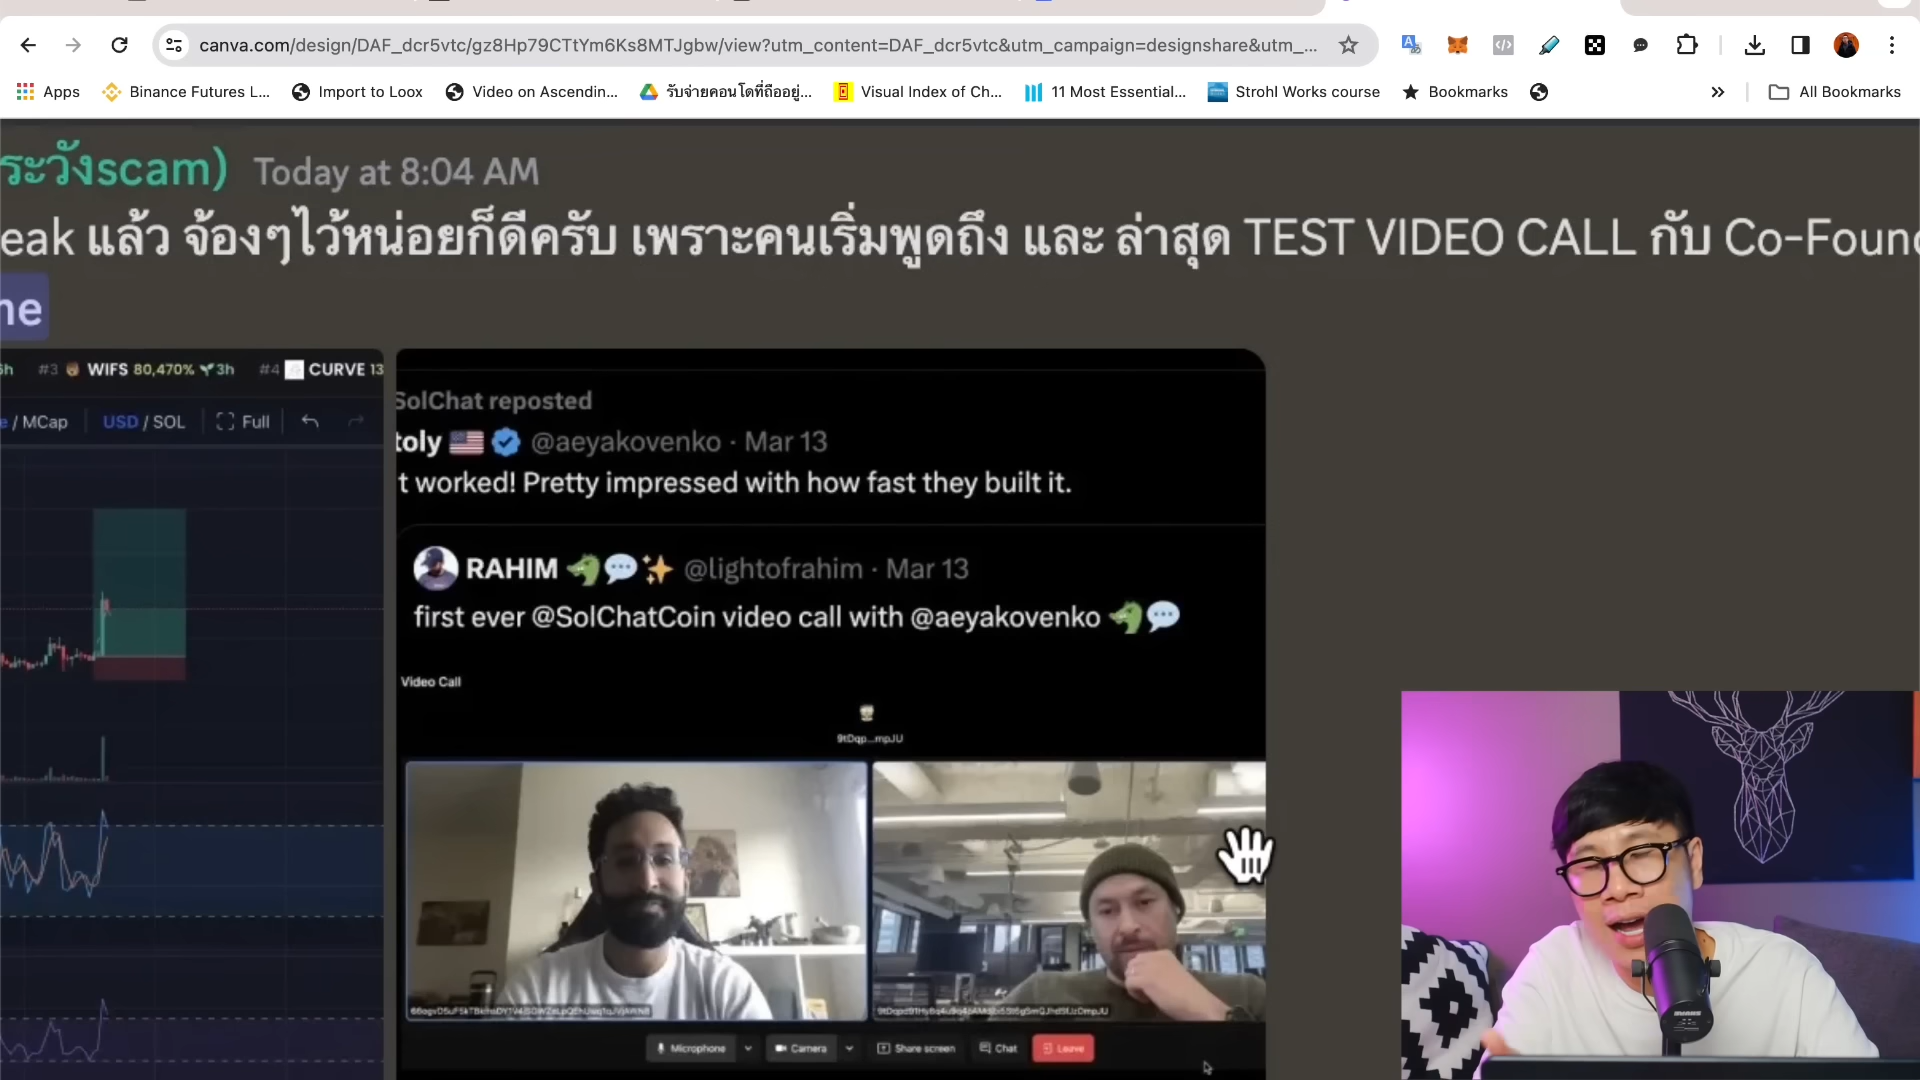 canva.com/design/DAF_dcr5vtc/gz8Hp79CTtYm6Ks8MTJgbw/view?utm_content=DAF_dcr5vtc&utm_campaign=designshare&utm_...
Apps Binance Futures L... Import to Loox Video on Ascendin... รับจ่ายคอนโดที่ถืออยู่... Visual Index of Ch... 11 Most Essential... Strohl Works course Bookmarks » All Bookmarks
ระวังscam) Today at 8:04 AM
eak แล้ว จ้องๆไว้หน่อยก็ดีครับ เพราะคนเริ่มพูดถึง และ ล่าสุด TEST VIDEO CALL กับ Co-Found
ne
6h #3 WIFS 80,470% 3h #4 CURVE 13
e / MCap USD / SOL Full
SolChat reposted
toly @aeyakovenko · Mar 13
t worked! Pretty impressed with how fast they built it.
RAHIM @lightofrahim · Mar 13
first ever @SolChatCoin video call with @aeyakovenko
Video Call
9tDqp...mpJU
Microphone Camera Share screen Chat Leave